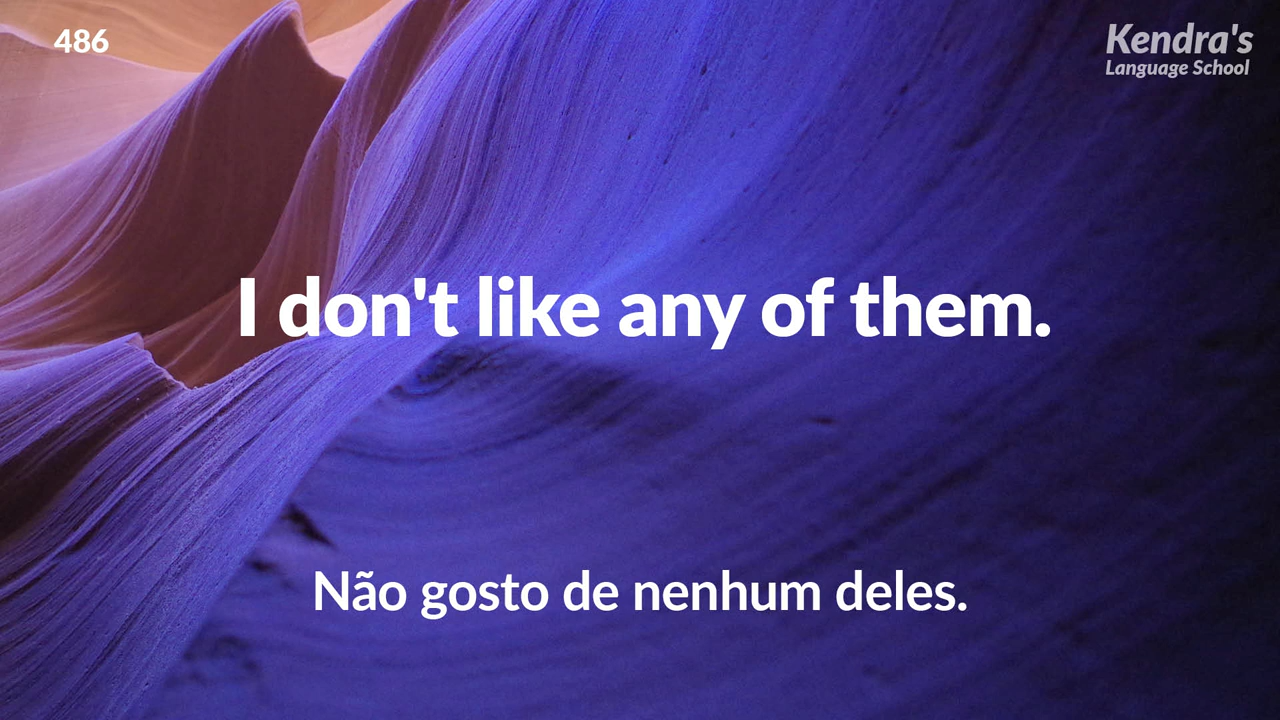 486
Kendra's
Language School
I don't like any of them.
Não gosto de nenhum deles.